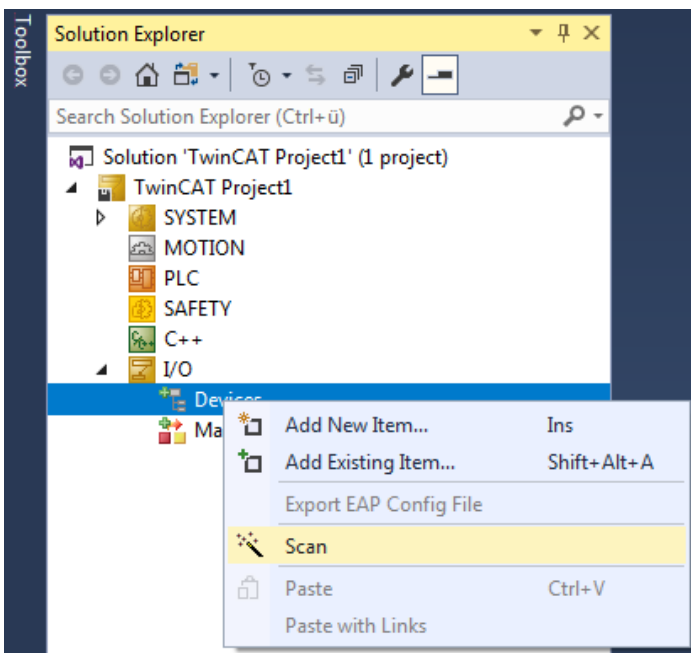 Toolbox
Solution Explorer
Search Solution Explorer (Ctrl+ü)
Solution 'TwinCAT Project1' (1 project)
TwinCAT Project1
SYSTEM
MOTION
PLC
SAFETY
C++
I/O
Devices
Ma
Add New Item... Ins
Add Existing Item... Shift+Alt+A
Export EAP Config File
Scan
Paste Ctrl+V
Paste with Links